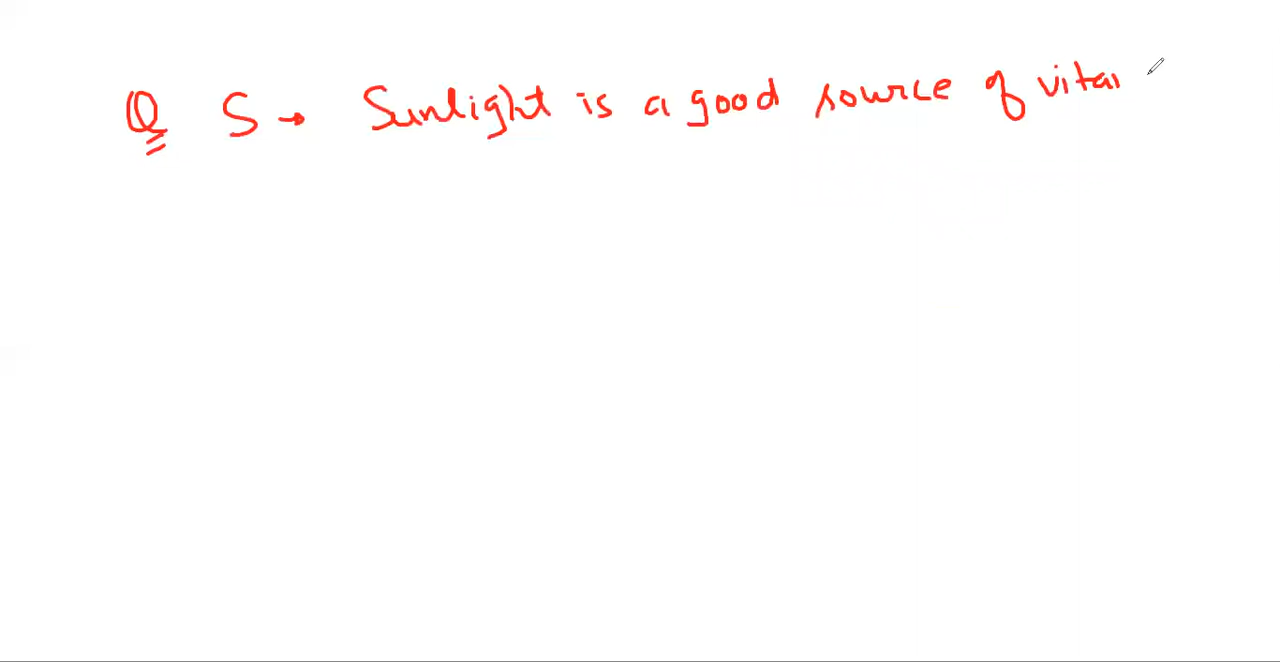 Q S → Sunlight is a good source of vita